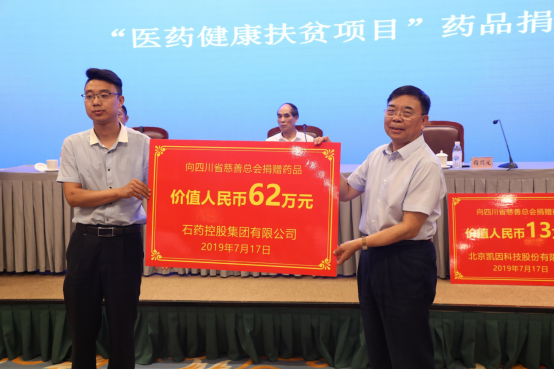 “医药健康扶贫项目”药品捐
向四川省慈善总会捐赠药品
价值人民币62万元
石药控股集团有限公司
2019年7月17日
向四川省慈善总会捐赠
价值人民币13
北京凯因科技股份有限
2019年7月17日